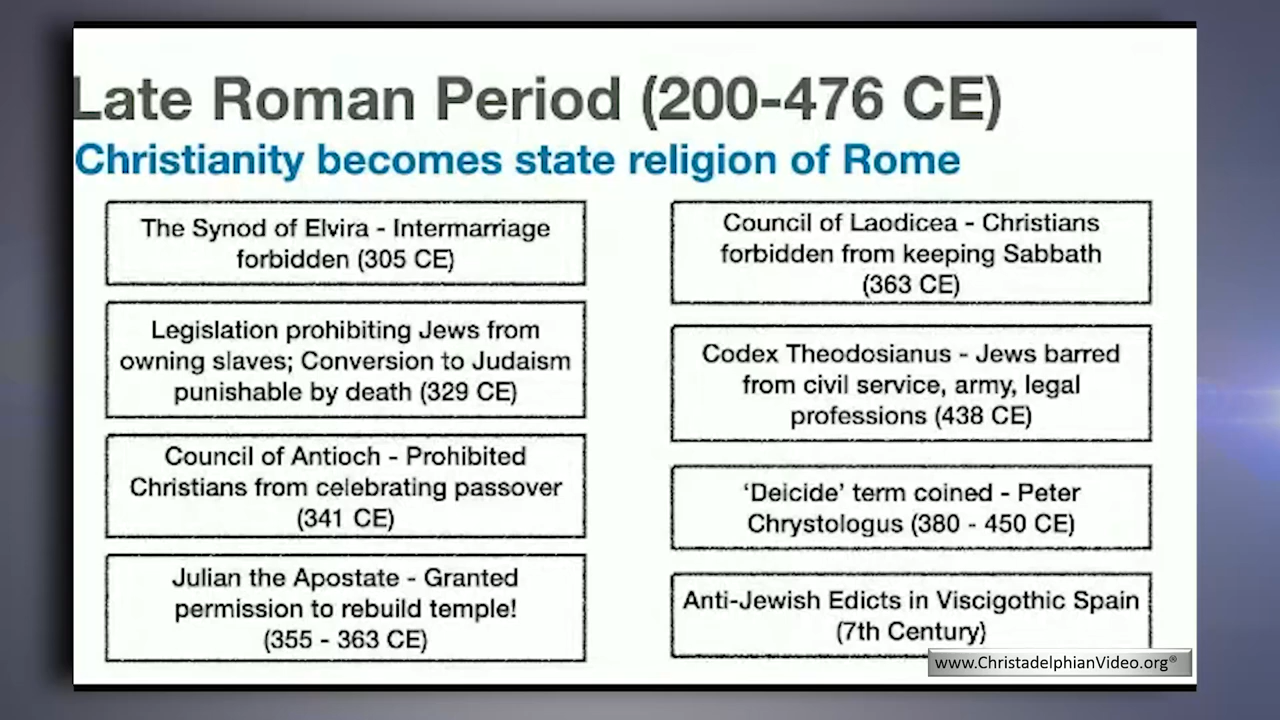 Late Roman Period (200-476 CE)
Christianity becomes state religion of Rome
The Synod of Elvira - Intermarriage
forbidden (305 CE)
Legislation prohibiting Jews from
owning slaves; Conversion to Judaism
punishable by death (329 CE)
Council of Antioch - Prohibited
Christians from celebrating passover
(341 CE)
Julian the Apostate - Granted
permission to rebuild temple!
(355 - 363 CE)
Council of Laodicea - Christians
forbidden from keeping Sabbath
(363 CE)
Codex Theodosianus - Jews barred
from civil service, army, legal
professions (438 CE)
‘Deicide’ term coined - Peter
Chrystologus (380 - 450 CE)
Anti-Jewish Edicts in Viscigothic Spain
(7th Century)
www.ChristadelphianVideo.org®